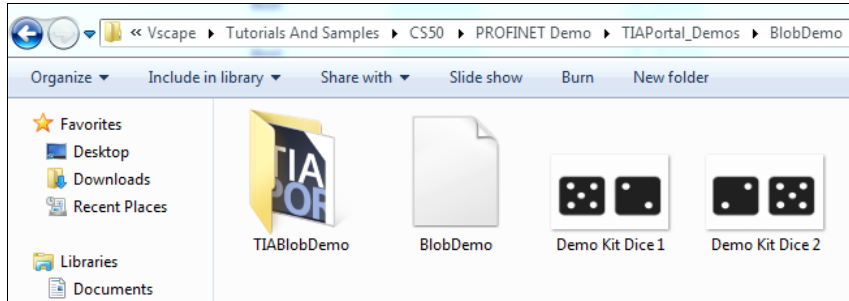 « Vscape ▸ Tutorials And Samples ▸ CS50 ▸ PROFINET Demo ▸ TIAPortal_Demos ▸ BlobDemo
Organize ▾ Include in library ▾ Share with ▾ Slide show Burn New folder
Favorites
Desktop
Downloads
Recent Places
Libraries
Documents
TIA
POR
TIABlobDemo
BlobDemo
Demo Kit Dice 1
Demo Kit Dice 2